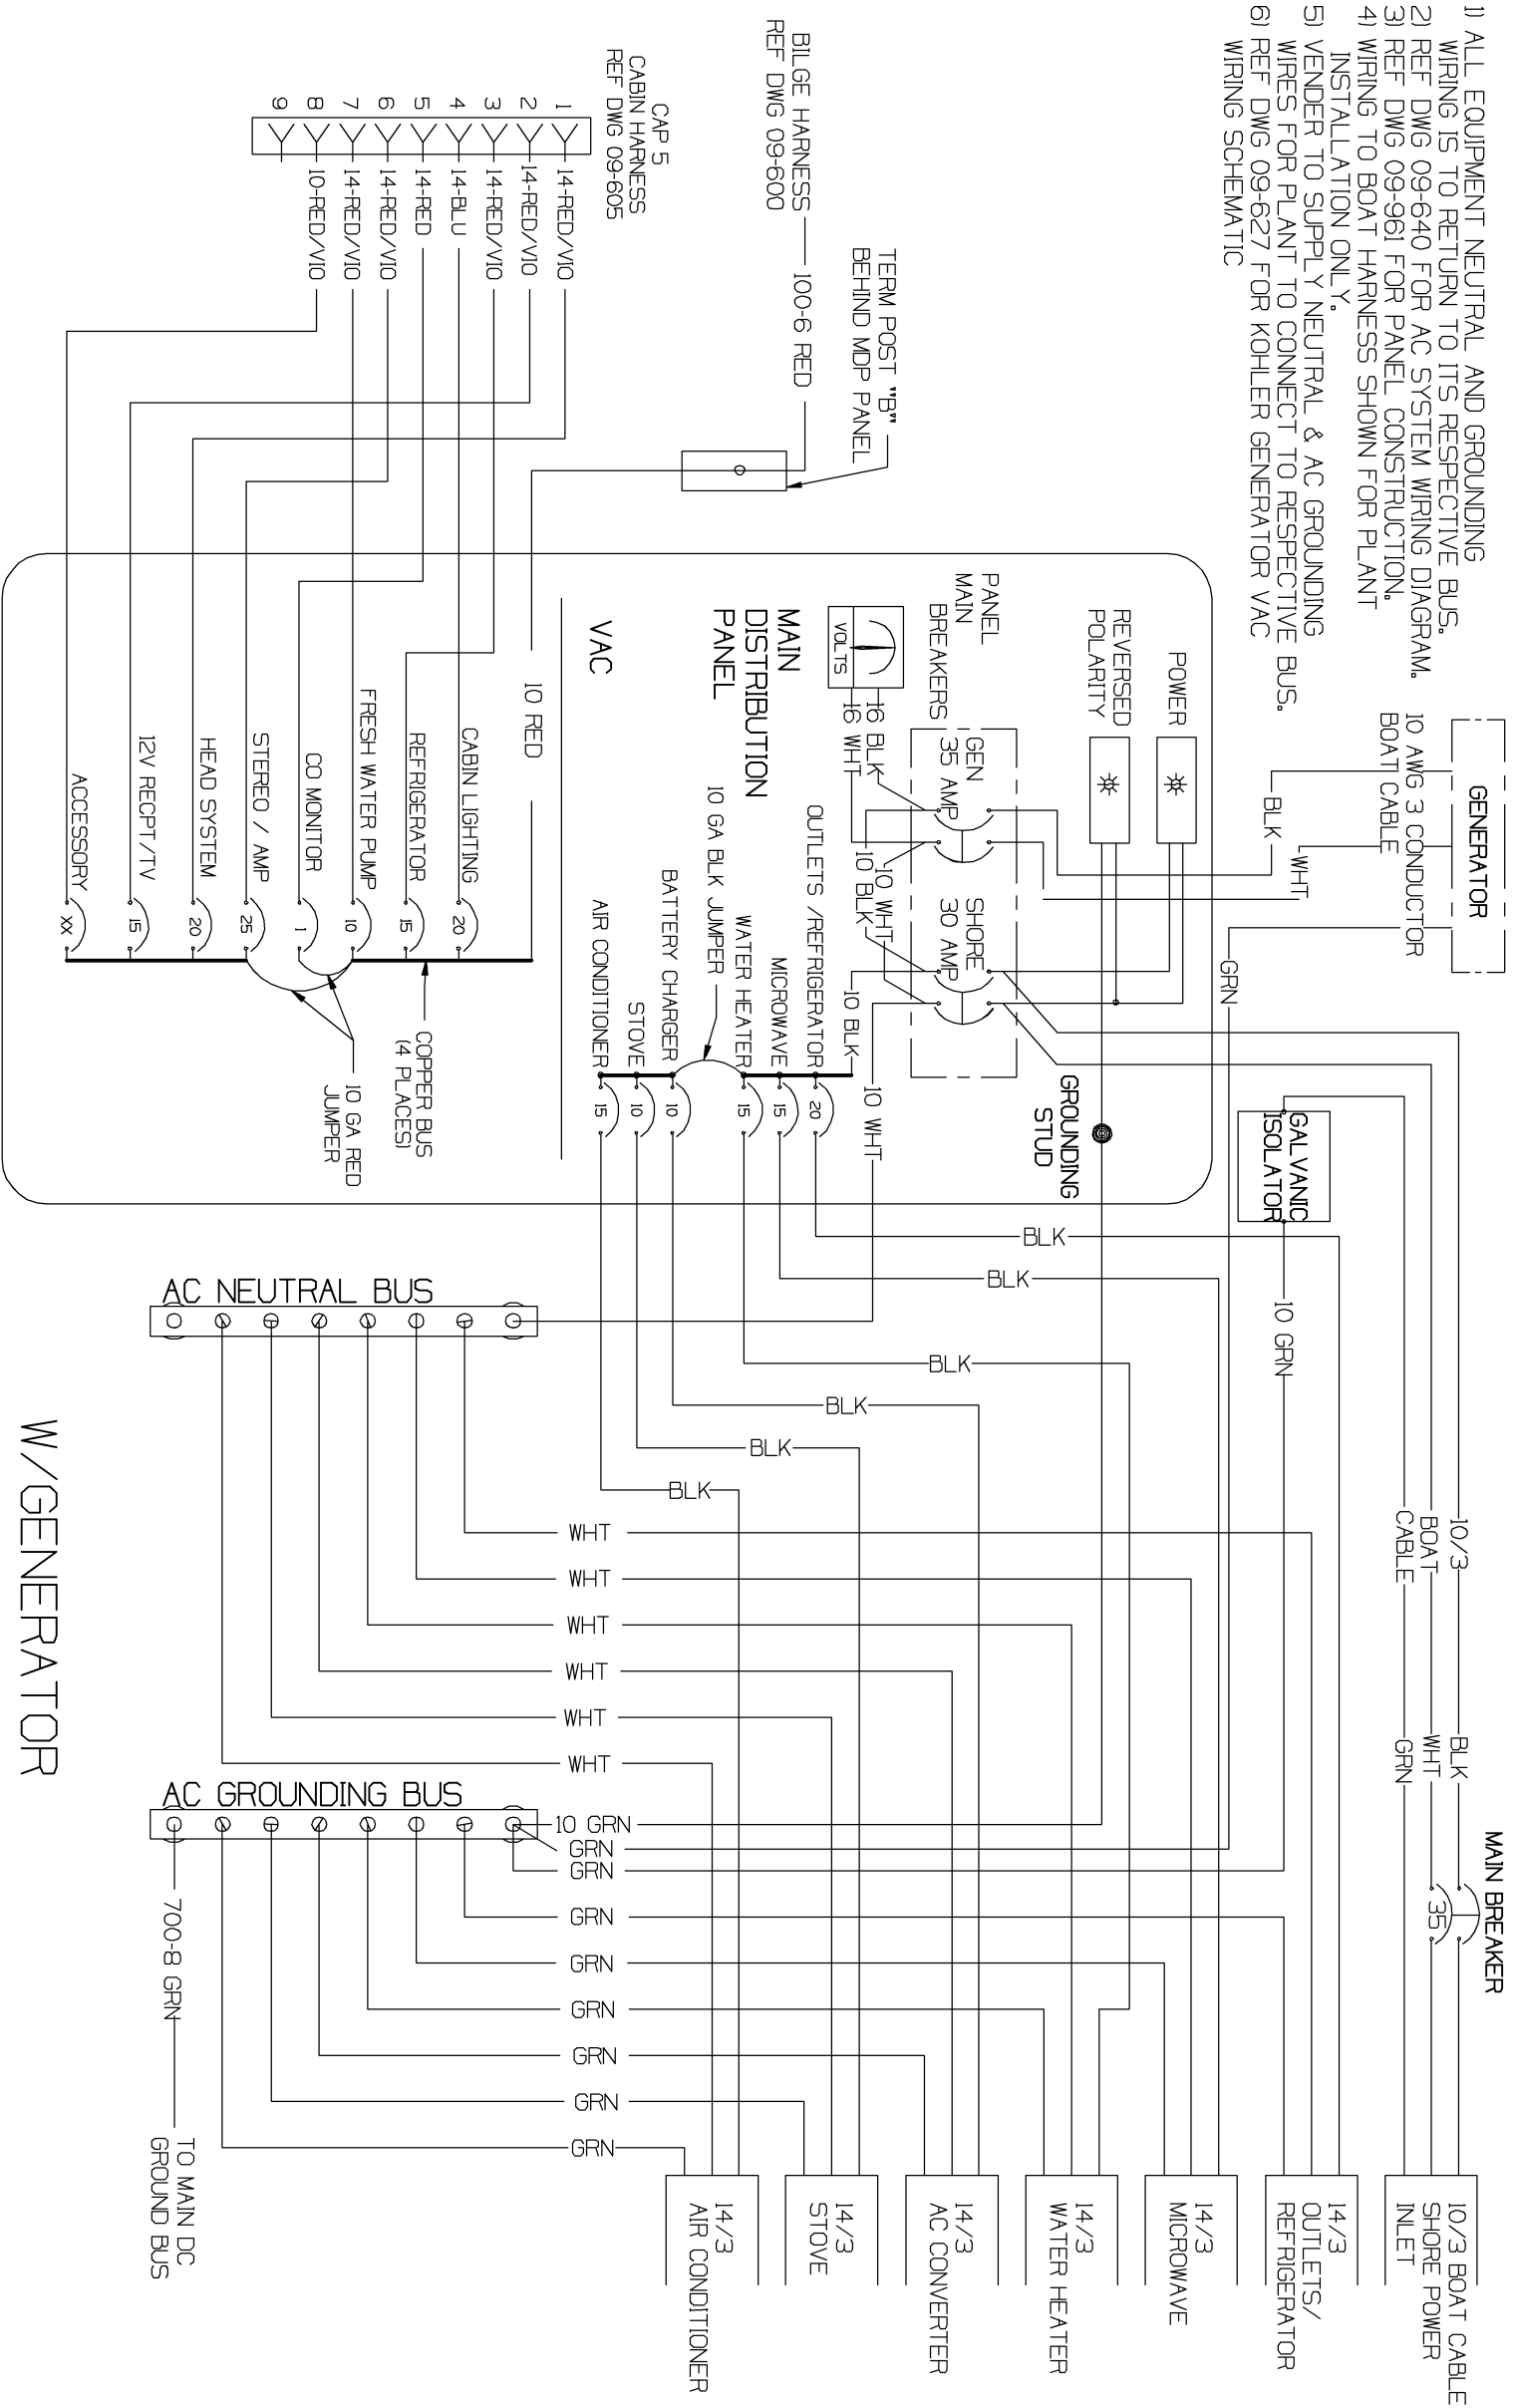 1) ALL EQUIPMENT NEUTRAL AND GROUNDING
WIRING IS TO RETURN TO ITS RESPECTIVE BUS.
2) REF DWG 09-640 FOR AC SYSTEM WIRING DIAGRAM.
3) REF DWG 09-961 FOR PANEL CONSTRUCTION.
4) WIRING TO BOAT HARNESS SHOWN FOR PLANT
INSTALLATION ONLY.
5) VENDER TO SUPPLY NEUTRAL & AC GROUNDING
WIRES FOR PLANT TO CONNECT TO RESPECTIVE BUS.
6) REF DWG 09-627 FOR KOHLER GENERATOR VAC
WIRING SCHEMATIC
GENERATOR
10 AWG 3 CONDUCTOR
BOAT CABLE
BLK
WHT
GRN
TERM POST "B"
BEHIND MDP PANEL
BILGE HARNESS
REF DWG 09-600
100-6 RED
CAP 5
CABIN HARNESS
REF DWG 09-605
1
14-RED/VIO
2
14-RED/VIO
3
14-RED/VIO
4
14-BLU
5
14-RED
6
14-RED/VIO
7
14-RED/VIO
8
10-RED/VIO
9
POWER
REVERSED
POLARITY
PANEL
MAIN
BREAKERS
GEN
35 AMP
SHORE
30 AMP
VOLTS
16 BLK
16 WHT
10 WHT
10 BLK
10 BLK
10 WHT
GROUNDING
STUD
MAIN
DISTRIBUTION
PANEL
VAC
OUTLETS /REFRIGERATOR
20
MICROWAVE
15
WATER HEATER
15
10 GA BLK JUMPER
BATTERY CHARGER
10
STOVE
10
AIR CONDITIONER
15
10 RED
CABIN LIGHTING
20
REFRIGERATOR
15
FRESH WATER PUMP
10
CO MONITOR
1
STEREO / AMP
25
HEAD SYSTEM
20
12V RECPT/TV
15
ACCESSORY
XX
COPPER BUS
(4 PLACES)
10 GA RED
JUMPER
GALVANIC
ISOLATOR
10 GRN
BLK
BLK
BLK
BLK
BLK
BLK
AC NEUTRAL BUS
WHT
WHT
WHT
WHT
WHT
WHT
10/3
BOAT
CABLE
BLK
WHT
GRN
MAIN BREAKER
35
AC GROUNDING BUS
10 GRN
GRN
GRN
GRN
GRN
GRN
GRN
GRN
GRN
700-8 GRN
TO MAIN DC
GROUND BUS
10/3 BOAT CABLE
SHORE POWER
INLET
14/3
OUTLETS/
REFRIGERATOR
14/3
MICROWAVE
14/3
WATER HEATER
14/3
AC CONVERTER
14/3
STOVE
14/3
AIR CONDITIONER
W/GENERATOR